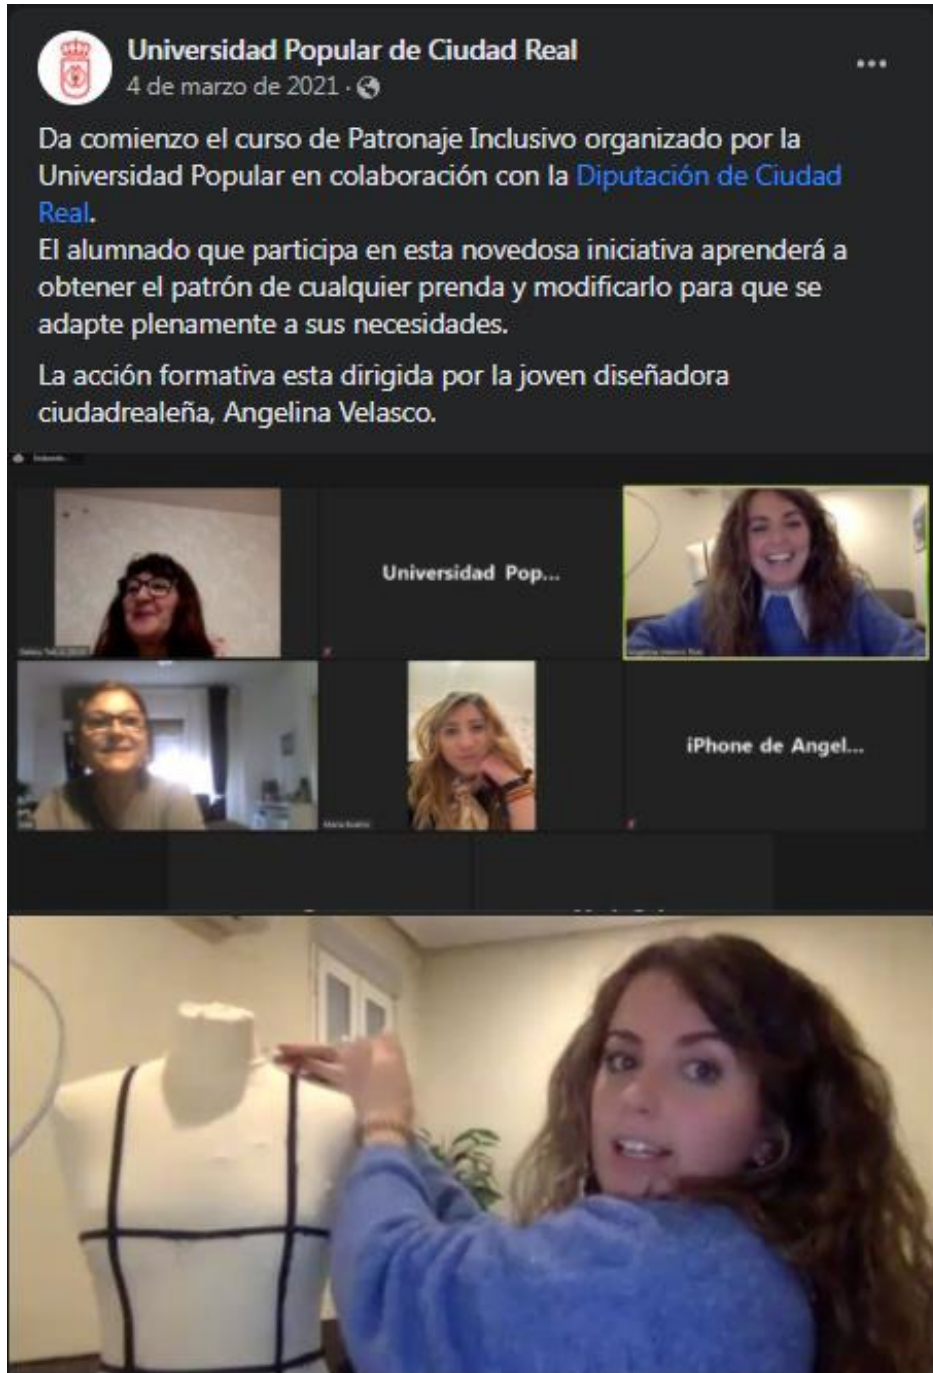 Universidad Popular de Ciudad Real
4 de marzo de 2021 ·
Da comienzo el curso de Patronaje Inclusivo organizado por la
Universidad Popular en colaboración con la Diputación de Ciudad
Real.
El alumnado que participa en esta novedosa iniciativa aprenderá a
obtener el patrón de cualquier prenda y modificarlo para que se
adapte plenamente a sus necesidades.
La acción formativa esta dirigida por la joven diseñadora
ciudadrealeña, Angelina Velasco.
Universidad Pop...
iPhone de Angel...